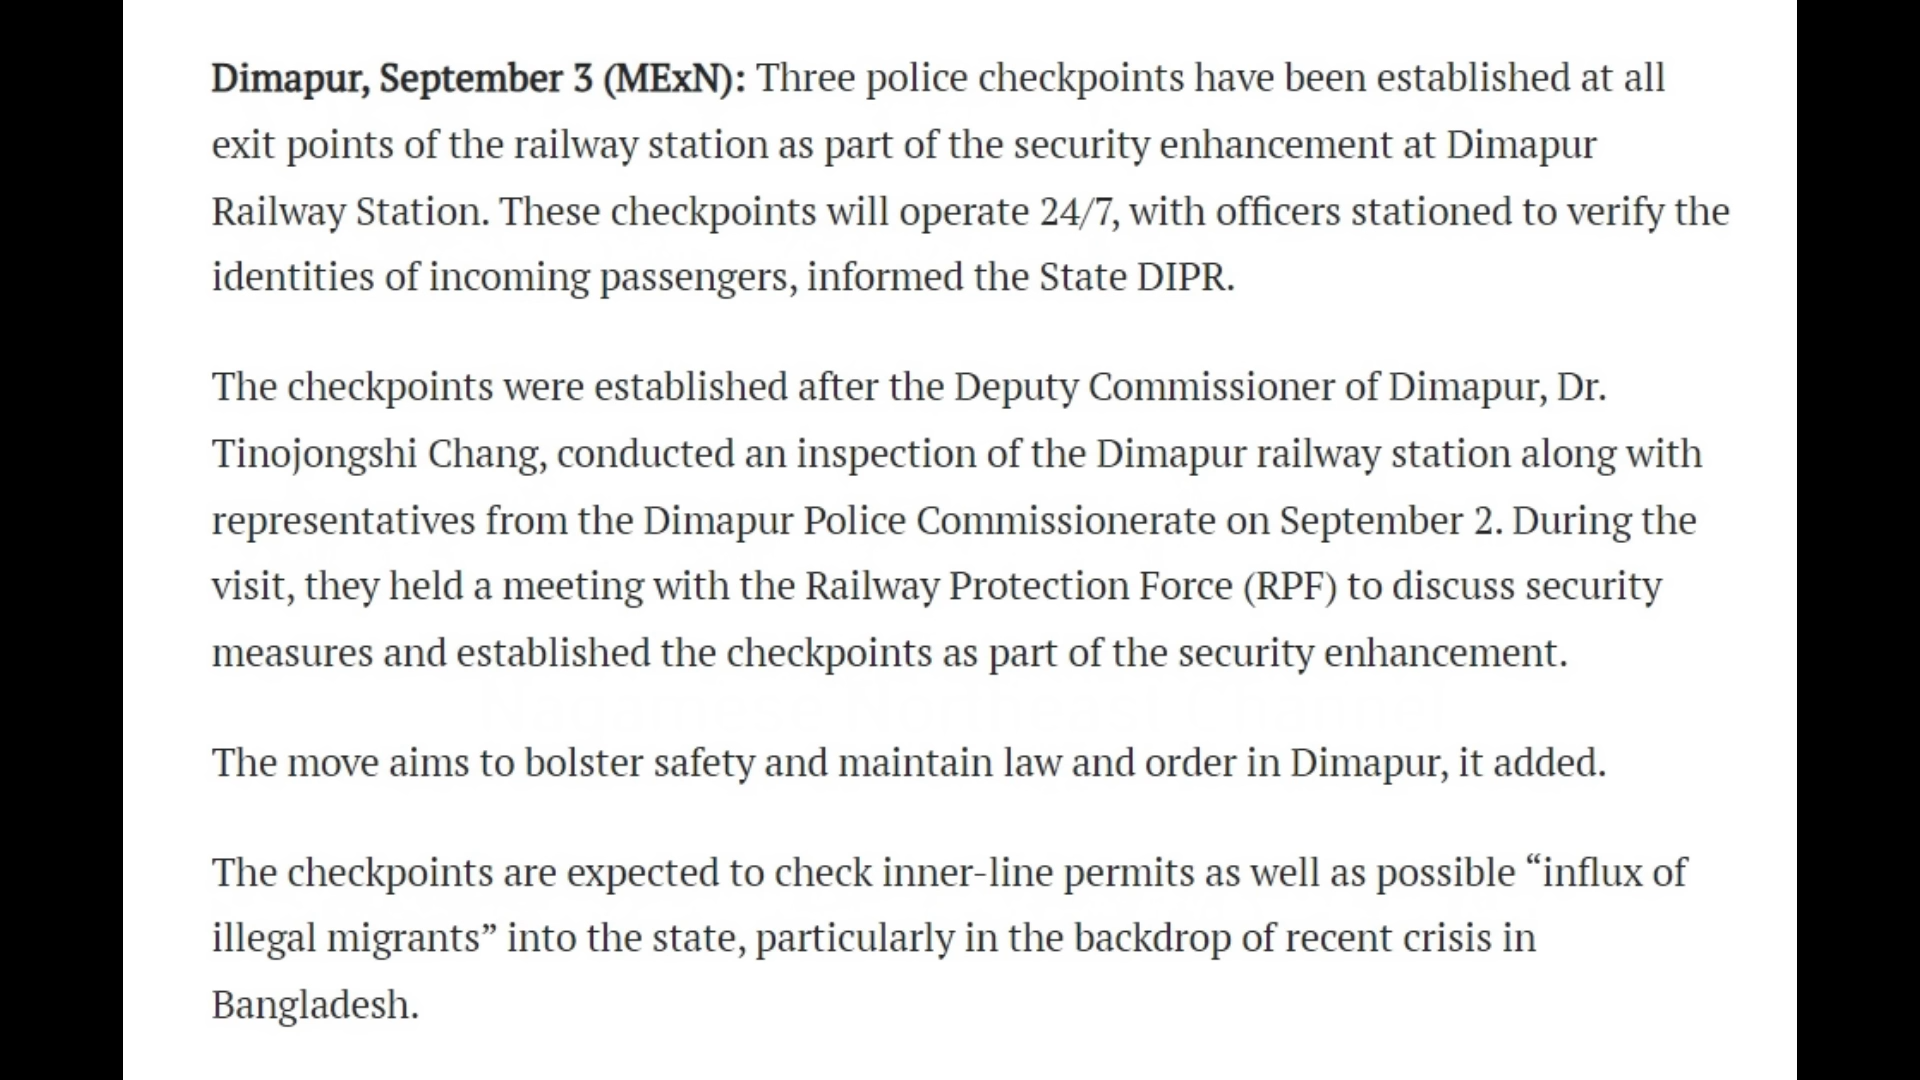 Dimapur, September 3 (MExN): Three police checkpoints have been established at all
exit points of the railway station as part of the security enhancement at Dimapur
Railway Station. These checkpoints will operate 24/7, with officers stationed to verify the
identities of incoming passengers, informed the State DIPR.
The checkpoints were established after the Deputy Commissioner of Dimapur, Dr.
Tinojongshi Chang, conducted an inspection of the Dimapur railway station along with
representatives from the Dimapur Police Commissionerate on September 2. During the
visit, they held a meeting with the Railway Protection Force (RPF) to discuss security
measures and established the checkpoints as part of the security enhancement.
Nagamese Northeast Channel
The move aims to bolster safety and maintain law and order in Dimapur, it added.
The checkpoints are expected to check inner-line permits as well as possible “influx of
illegal migrants” into the state, particularly in the backdrop of recent crisis in
Bangladesh.